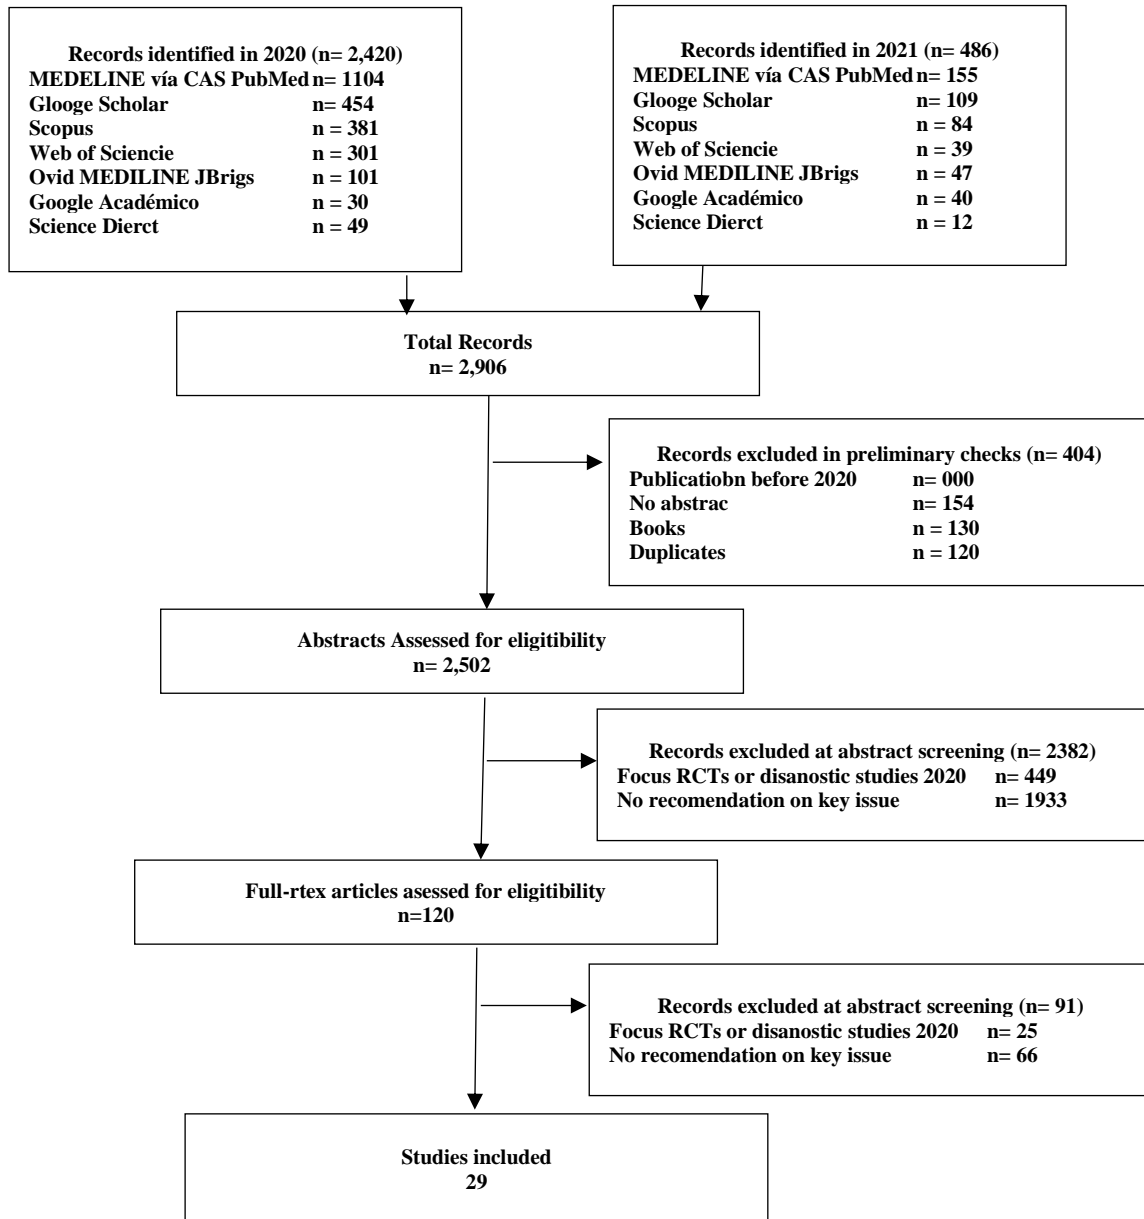 Records identified in 2020 (n= 2,420)
MEDELINE vía CAS PubMed n= 1104
Glooge Scholar n= 454
Scopus n = 381
Web of Sciencie n = 301
Ovid MEDILINE JBrigs n = 101
Google Académico n = 30
Science Dierct n = 49
Records identified in 2021 (n= 486)
MEDELINE vía CAS PubMed n= 155
Glooge Scholar n= 109
Scopus n = 84
Web of Sciencie n = 39
Ovid MEDILINE JBrigs n = 47
Google Académico n = 40
Science Dierct n = 12
Total Records
n= 2,906
Records excluded in preliminary checks (n= 404)
Publicatiobn before 2020 n= 000
No abstrac n= 154
Books n = 130
Duplicates n = 120
Abstracts Assessed for eligitibility
n= 2,502
Records excluded at abstract screening (n= 2382)
Focus RCTs or disanostic studies 2020 n= 449
No recomendation on key issue n= 1933
Full-rtex articles asessed for eligitibility
n=120
Records excluded at abstract screening (n= 91)
Focus RCTs or disanostic studies 2020 n= 25
No recomendation on key issue n= 66
Studies included
29